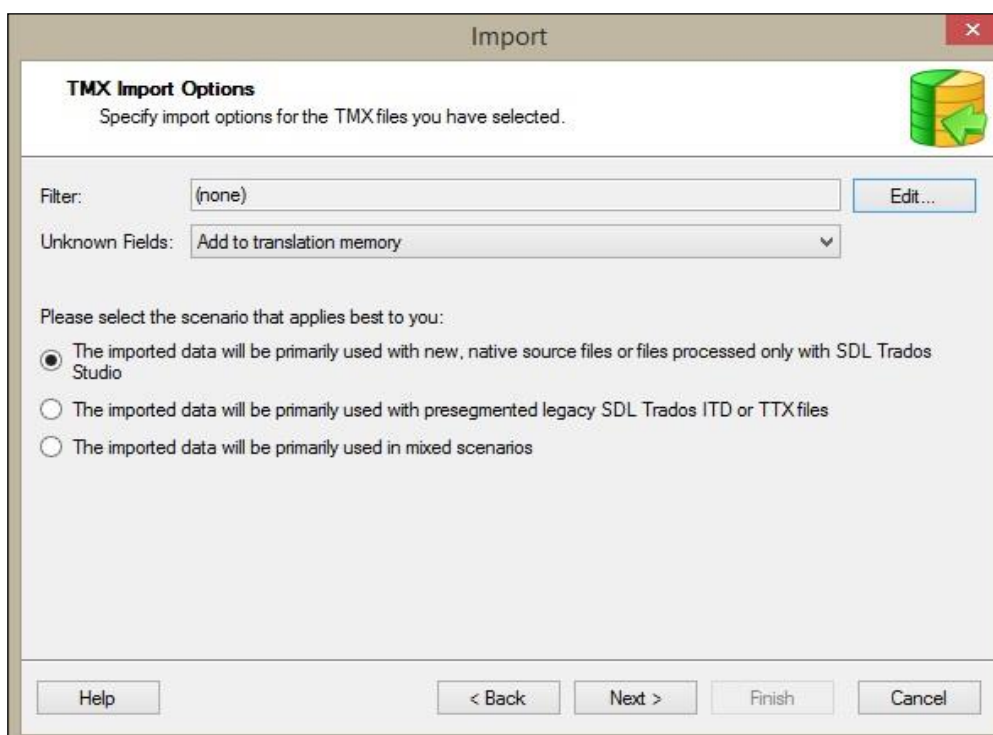 Import
TMX Import Options
Specify import options for the TMX files you have selected.
Filter: (none) Edit...
Unknown Fields: Add to translation memory
Please select the scenario that applies best to you:
The imported data will be primarily used with new, native source files or files processed only with SDL Trados
Studio
The imported data will be primarily used with presegmented legacy SDL Trados ITD or TTX files
The imported data will be primarily used in mixed scenarios
Help < Back Next > Finish Cancel